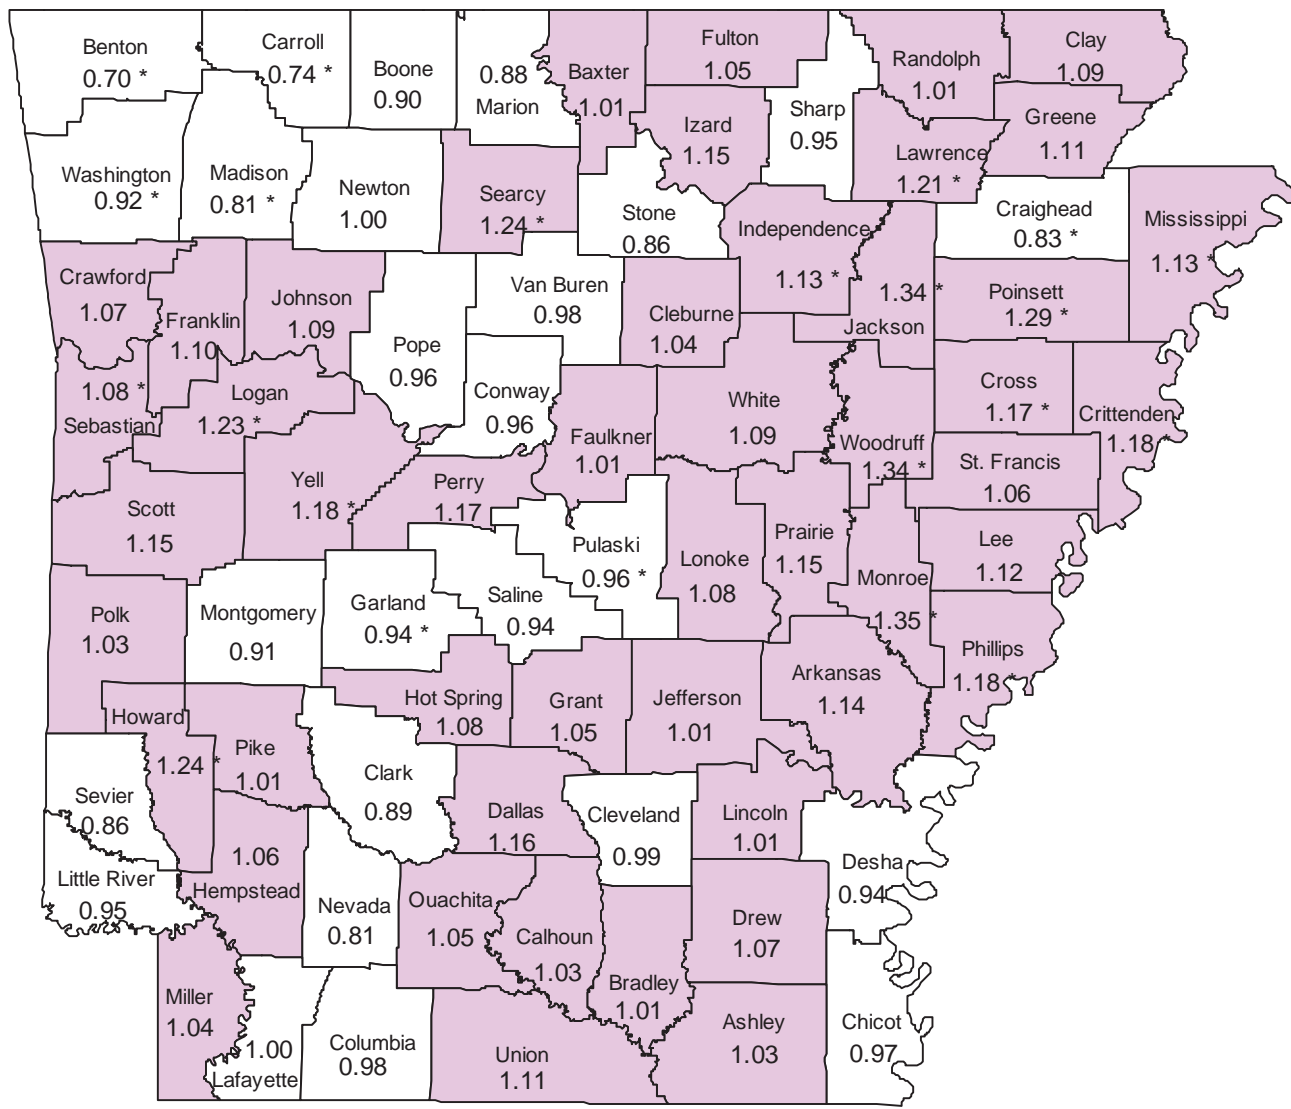 Benton
0.70 *
Carroll
0.74 *
Boone
0.90
0.88
Marion
Baxter
1.01
Fulton
1.05
Izard
1.15
Sharp
0.95
Randolph
1.01
Clay
1.09
Greene
1.11
Lawrence
1.21 *
Washington
0.92 *
Madison
0.81 *
Newton
1.00
Searcy
1.24 *
Stone
0.86
Independence
1.13 *
Craighead
0.83 *
Mississippi
1.13 *
Crawford
1.07
Franklin
1.10
Johnson
1.09
Pope
0.96
Van Buren
0.98
Cleburne
1.04
1.34 *
Jackson
Poinsett
1.29 *
1.08 *
Sebastian
Logan
1.23 *
Conway
0.96
Faulkner
1.01
White
1.09
Woodruff
1.34 *
Cross
1.17 *
Crittenden
1.18 *
St. Francis
1.06
Scott
1.15
Yell
1.18 *
Perry
1.17
Pulaski
0.96 *
Lonoke
1.08
Prairie
1.15
Monroe
1.35 *
Lee
1.12
Polk
1.03
Montgomery
0.91
Garland
0.94 *
Saline
0.94
Phillips
1.18 *
Howard
1.24 *
Pike
1.01
Hot Spring
1.08
Grant
1.05
Jefferson
1.01
Arkansas
1.14
Sevier
0.86
Clark
0.89
Dallas
1.16
Cleveland
0.99
Lincoln
1.01
Desha
0.94
Little River
0.95
1.06
Hempstead
Nevada
0.81
Ouachita
1.05
Calhoun
1.03
Bradley
1.01
Drew
1.07
Miller
1.04
1.00
Lafayette
Columbia
0.98
Union
1.11
Ashley
1.03
Chicot
0.97